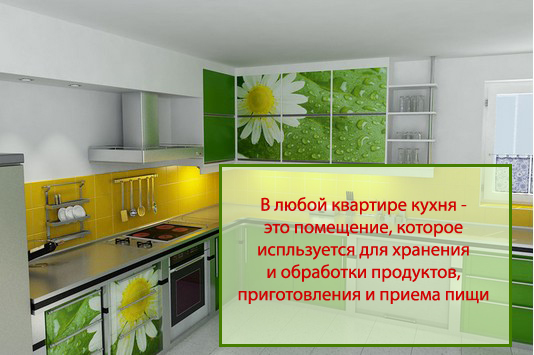 В любой квартире кухня -
это помещение, которое
испльзуется для хранения
и обработки продуктов,
приготовления и приема пищи